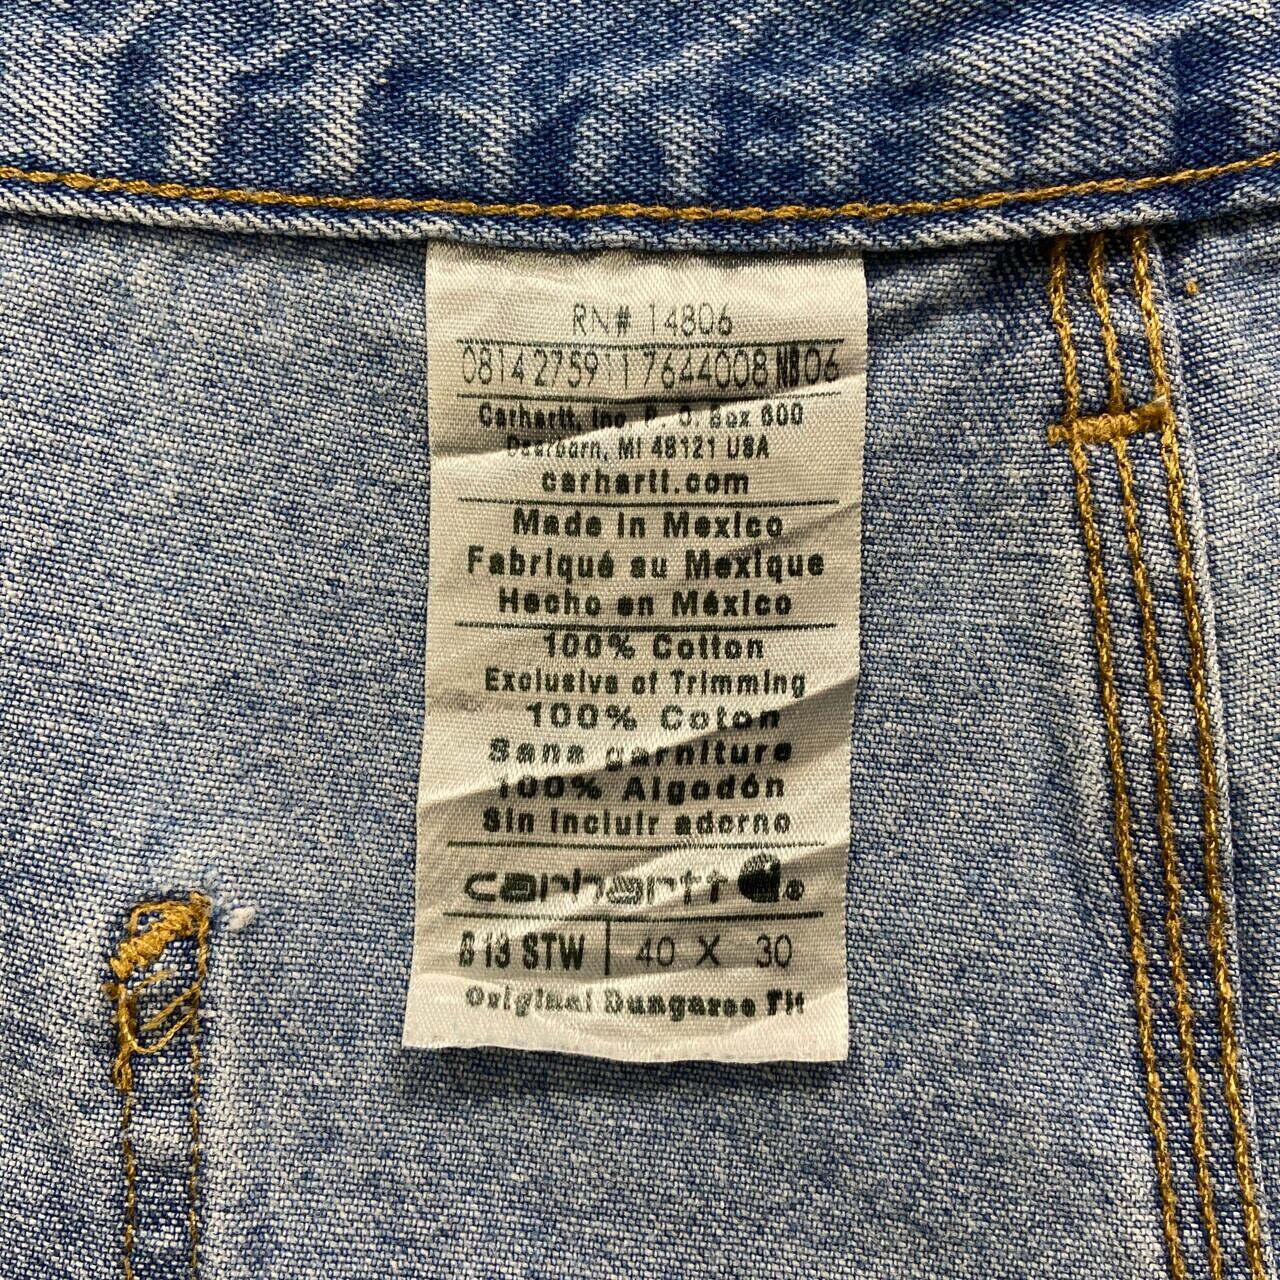 RN# 14806
08142759117644008 NB06
Carhartt, Inc. P. O. Box 600
Dearborn, MI 48121 USA
carhartt.com
Made in Mexico
Fabriqué au Mexique
Hecho en México
100% Cotton
Exclusive of Trimming
100% Coton
Sans garniture
100% Algodón
Sin incluir adorno
carhartt
B 13 STW | 40 X 30
Original Dungaree Fit